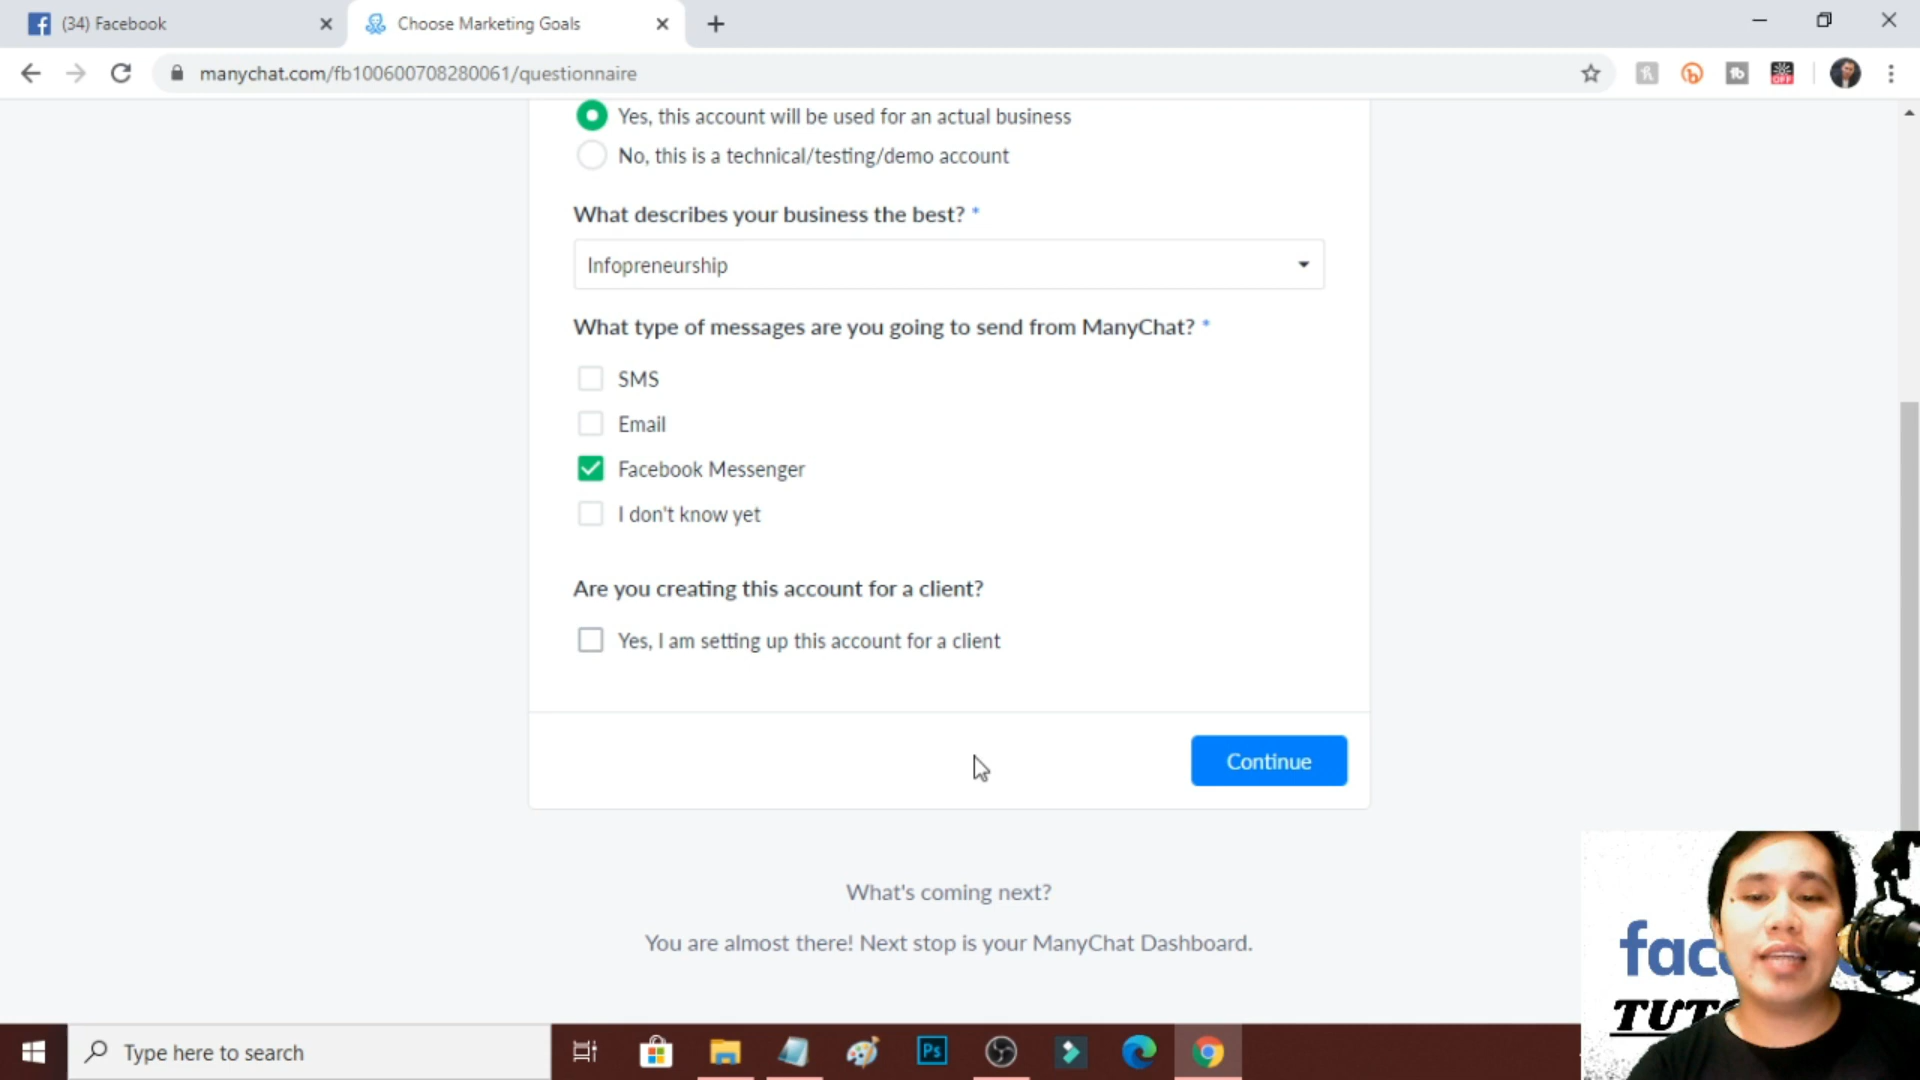 (34) Facebook
Choose Marketing Goals
manychat.com/fb100600708280061/questionnaire
Yes, this account will be used for an actual business
No, this is a technical/testing/demo account
What describes your business the best? *
Infopreneurship
What type of messages are you going to send from ManyChat? *
SMS
Email
Facebook Messenger
I don't know yet
Are you creating this account for a client?
Yes, I am setting up this account for a client
Continue
What's coming next?
You are almost there! Next stop is your ManyChat Dashboard.
Type here to search
Ps